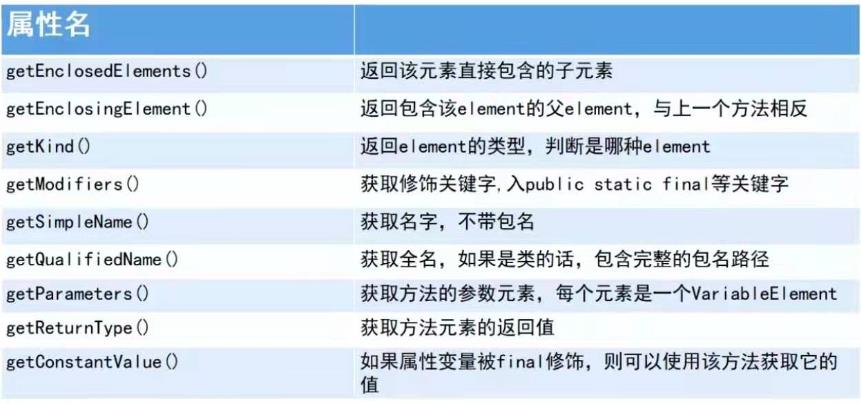 属性名
getEnclosedElements() 返回该元素直接包含的子元素
getEnclosingElement() 返回包含该element的父element，与上一个方法相反
getKind() 返回element的类型，判断是哪种element
getModifiers() 获取修饰关键字,入public static final等关键字
getSimpleName() 获取名字，不带包名
getQualifiedName() 获取全名，如果是类的话，包含完整的包名路径
getParameters() 获取方法的参数元素，每个元素是一个VariableElement
getReturnType() 获取方法元素的返回值
getConstantValue() 如果属性变量被final修饰，则可以使用该方法获取它的
值